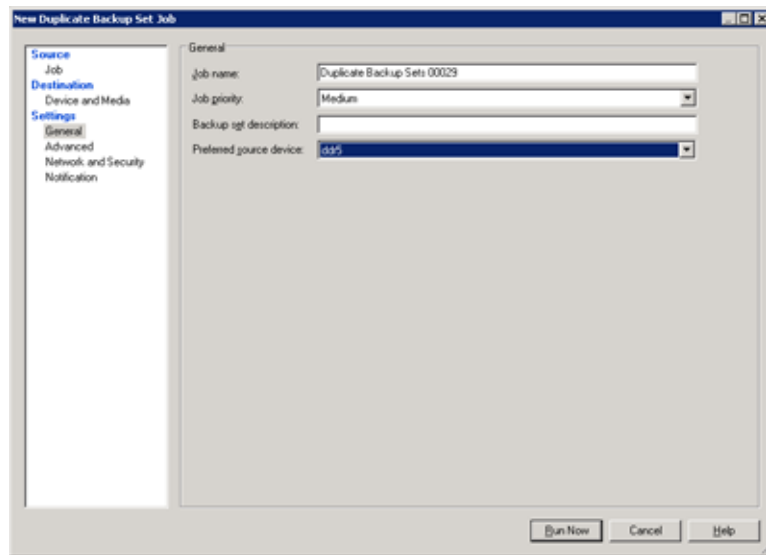 New Duplicate Backup Set Job
Source
Job
Destination
Device and Media
Settings
General
Advanced
Network and Security
Notification
General
Job name: Duplicate Backup Sets 00029
Job priority: Medium
Backup set description:
Preferred source device: ddr5
Run Now Cancel Help